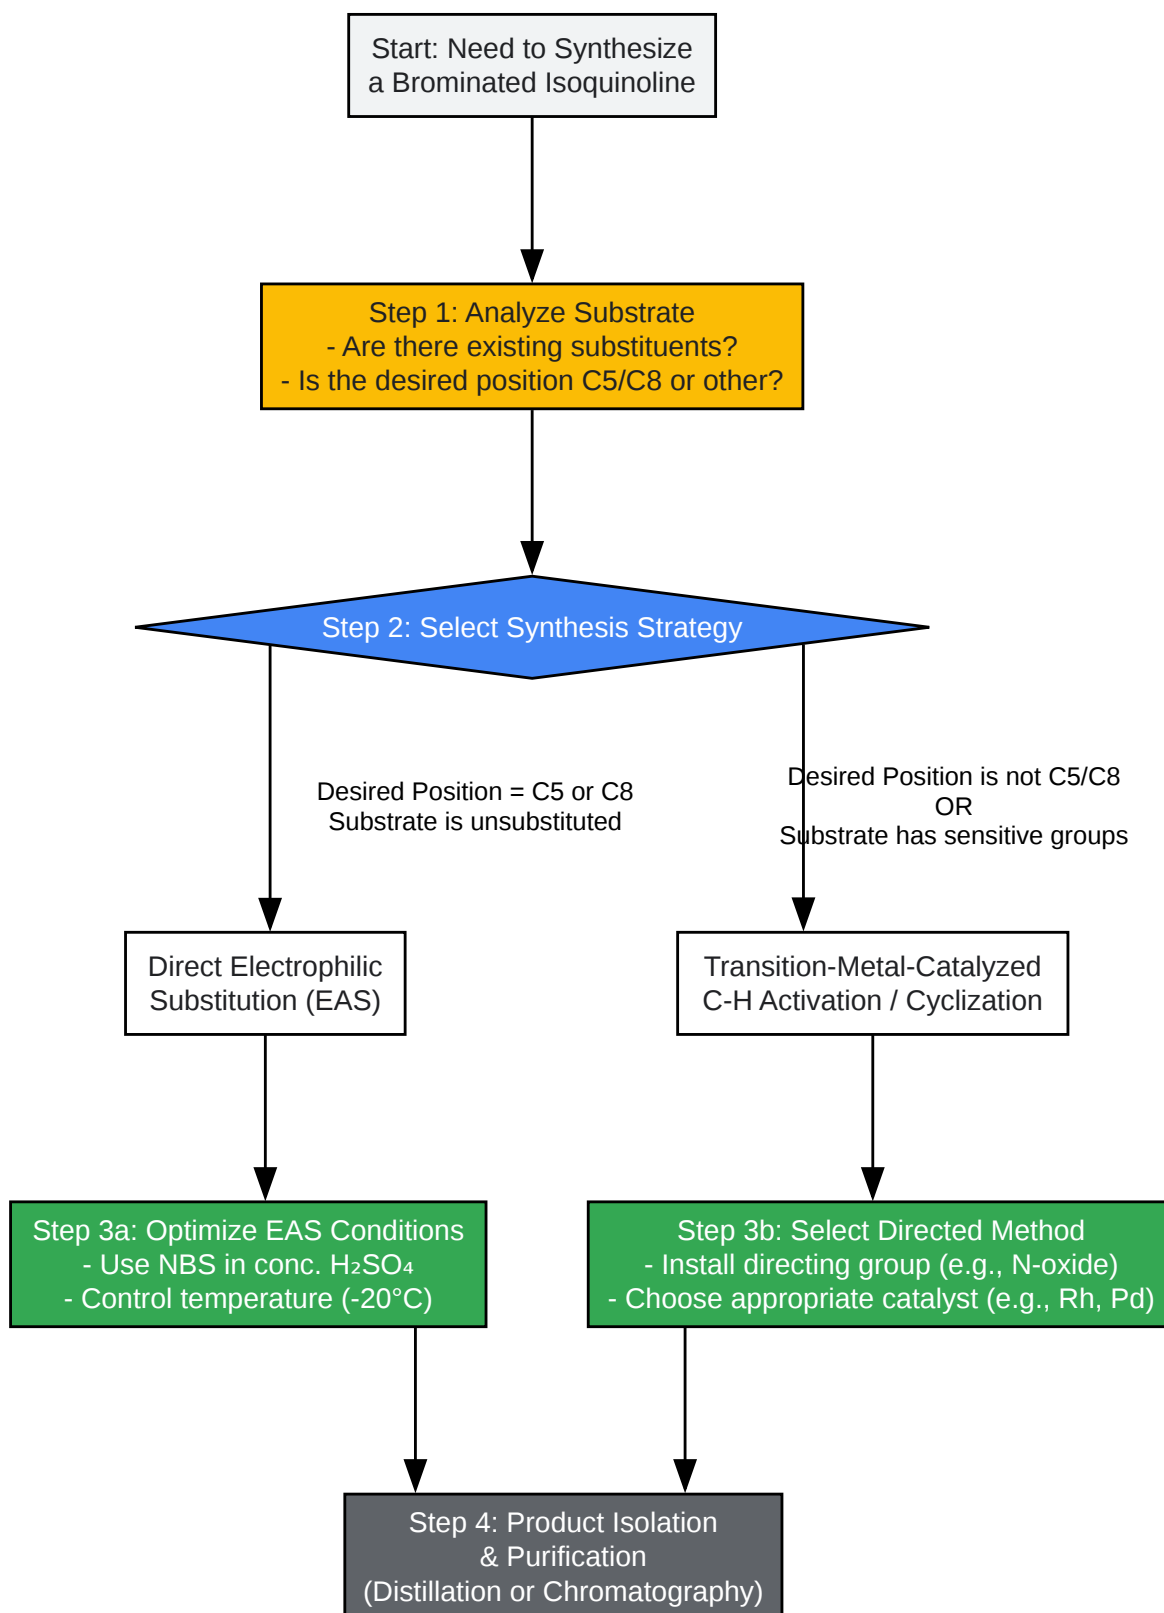 Start: Need to Synthesize
a Brominated Isoquinoline
Step 1: Analyze Substrate
- Are there existing substituents?
- Is the desired position C5/C8 or other?
Step 2: Select Synthesis Strategy
Desired Position = C5 or C8
Substrate is unsubstituted
Desired Position is not C5/C8
OR
Substrate has sensitive groups
Direct Electrophilic
Substitution (EAS)
Transition-Metal-Catalyzed
C-H Activation / Cyclization
Step 3a: Optimize EAS Conditions
- Use NBS in conc. H₂SO₄
- Control temperature (-20°C)
Step 3b: Select Directed Method
- Install directing group (e.g., N-oxide)
- Choose appropriate catalyst (e.g., Rh, Pd)
Step 4: Product Isolation
& Purification
(Distillation or Chromatography)